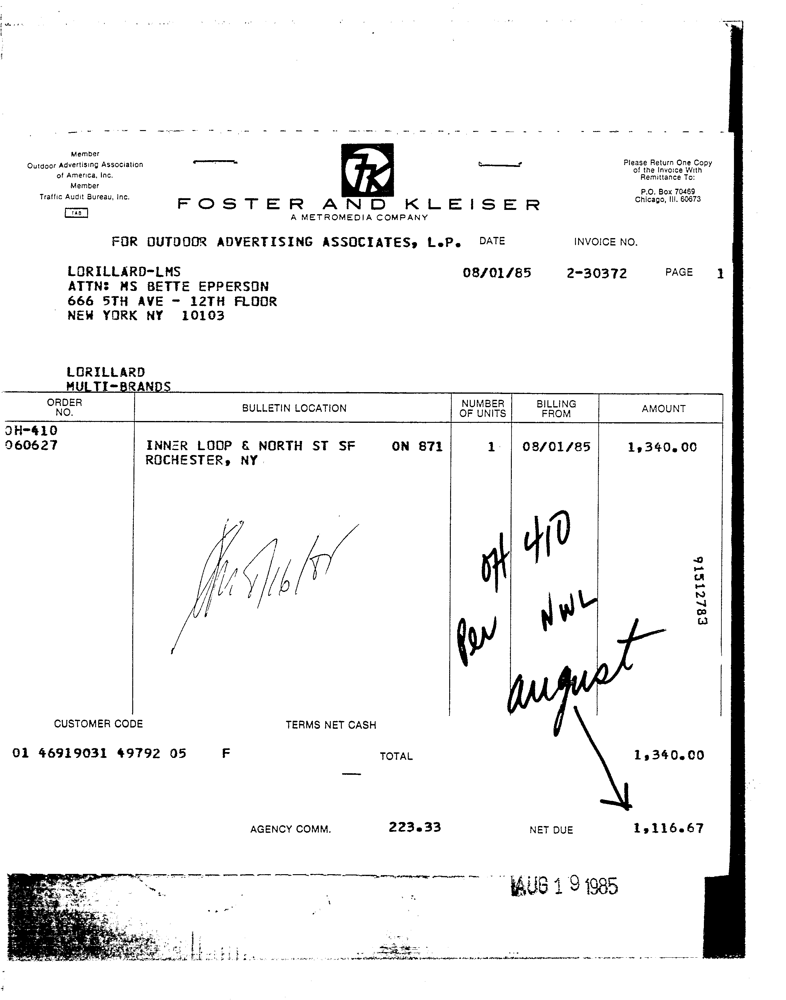 Member
Outdoor Advertising Association
of America, Inc.
Member
Traffic Audit Bureau, Inc.
TAB
FK
FOSTER AND KLEISER
A METROMEDIA COMPANY
Please Return One Copy
of the Invoice With
Remittance To:
P.O. Box 70469
Chicago, Ill. 60673
FOR OUTDOOR ADVERTISING ASSOCIATES, L.P. DATE INVOICE NO.
LORILLARD-LMS 08/01/85 2-30372 PAGE 1
ATTN: MS BETTE EPPERSON
666 5TH AVE - 12TH FLOOR
NEW YORK NY 10103
LORILLARD
MULTI-BRANDS
ORDER NO. BULLETIN LOCATION NUMBER OF UNITS BILLING FROM AMOUNT
OH-410
060627 INNER LOOP & NORTH ST SF ON 871 1 08/01/85 1,340.00
ROCHESTER, NY
OH 410
Per NWL
august
8/16/85
91512783
CUSTOMER CODE TERMS NET CASH
01 46919031 49792 05 F TOTAL 1,340.00
AGENCY COMM. 223.33 NET DUE 1,116.67
AUG 19 1985